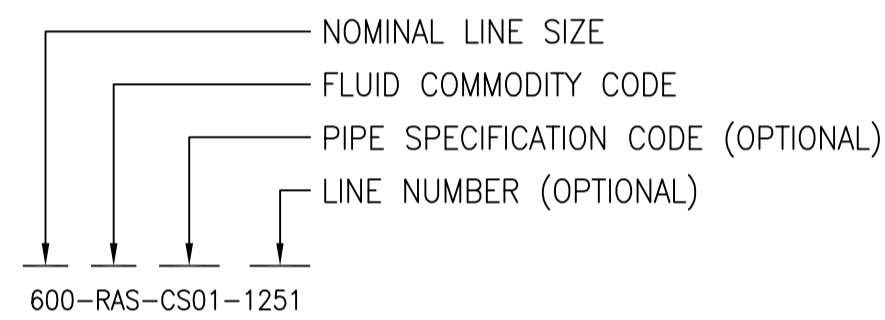 NOMINAL LINE SIZE
FLUID COMMODITY CODE
PIPE SPECIFICATION CODE (OPTIONAL)
LINE NUMBER (OPTIONAL)
600-RAS-CS01-1251